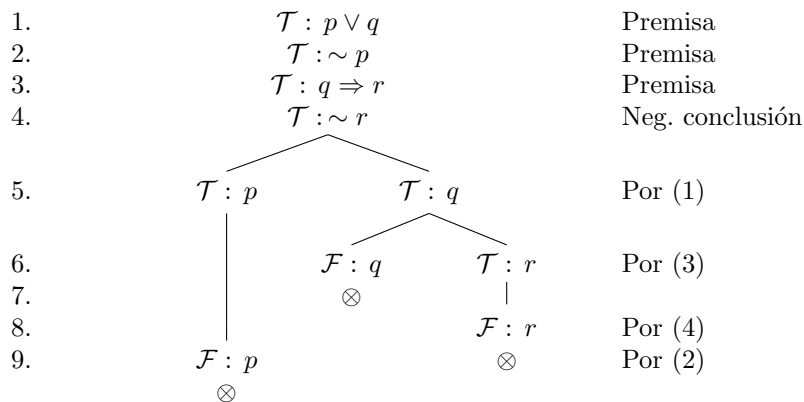 1. 𝒯 : p ∨ q Premisa
2. 𝒯 :∼ p Premisa
3. 𝒯 : q ⇒ r Premisa
4. 𝒯 :∼ r Neg. conclusión
5. 𝒯 : p 𝒯 : q Por (1)
6. ℱ : q 𝒯 : r Por (3)
7. ⊗
8. ℱ : r Por (4)
9. ℱ : p ⊗ Por (2)
⊗